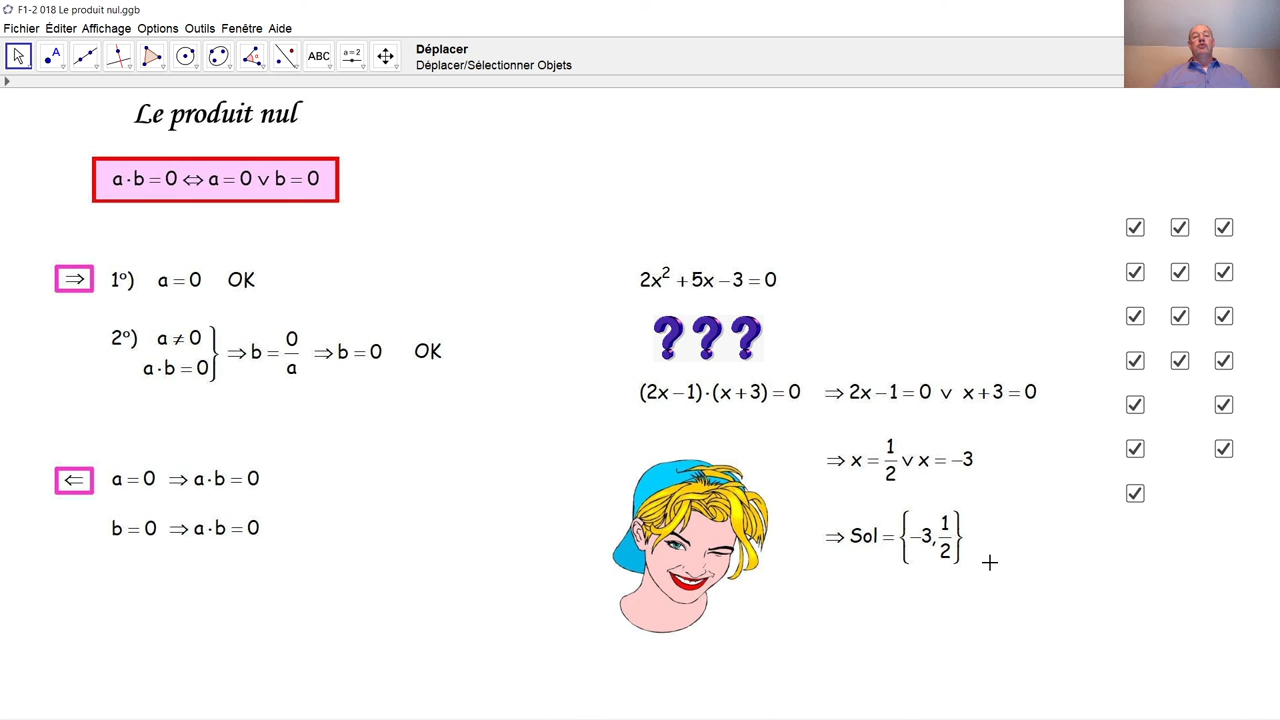 F1-2 018 Le produit nul.ggb
Fichier Éditer Affichage Options Outils Fenêtre Aide
A ABC a=2 Déplacer
Déplacer/Sélectionner Objets
Le produit nul
a·b=0⇔a=0∨b=0
⇒ 1º) a=0 OK
2º) a≠0
a·b=0} ⇒b=0/a ⇒b=0 OK
⇐ a=0 ⇒a·b=0
b=0 ⇒a·b=0
2x²+5x−3=0
???
(2x−1)·(x+3)=0 ⇒2x−1=0 ∨ x+3=0
⇒x=1/2∨x=−3
⇒Sol={−3,1/2}